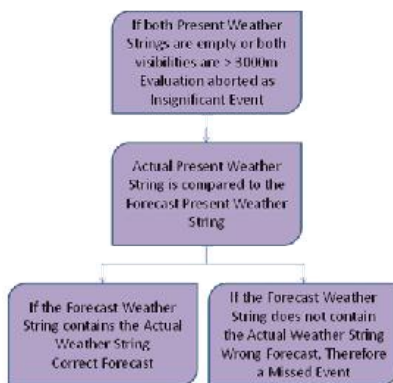 If both Present Weather
Strings are empty or both
visibilities are > 3000m
Evaluation aborted as
Insignificant Event
Actual Present Weather
String is compared to the
Forecast Present Weather
String
If the Forecast Weather
String contains the Actual
Weather String
Correct Forecast
If the Forecast Weather
String does not contain
the Actual Weather String
Wrong Forecast, Therefore
a Missed Event